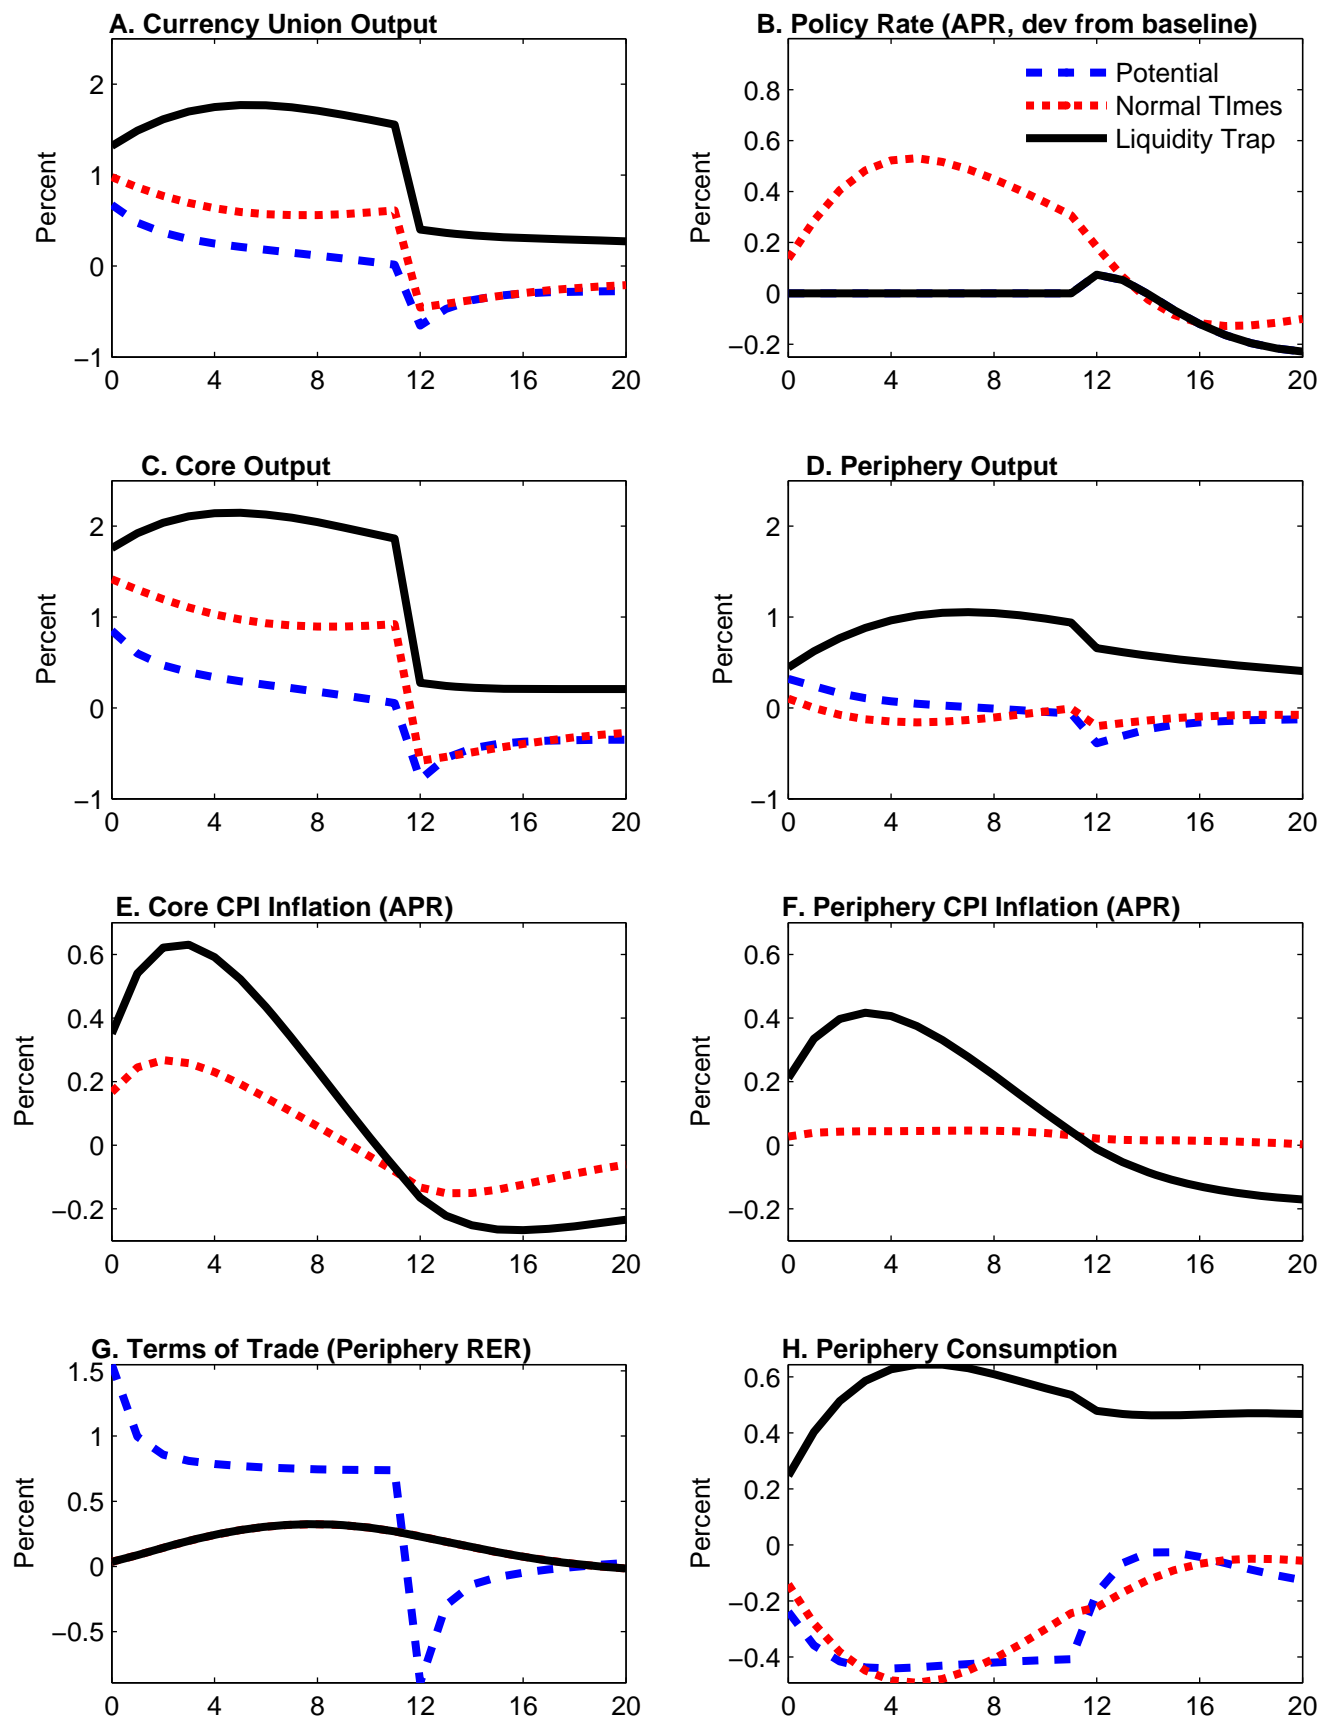 A. Currency Union Output
Percent
2
1
0
−1
0 4 8 12 16 20
B. Policy Rate (APR, dev from baseline)
Percent
Potential
Normal TImes
Liquidity Trap
0.8
0.6
0.4
0.2
0
−0.2
0 4 8 12 16 20
C. Core Output
Percent
2
1
0
−1
0 4 8 12 16 20
D. Periphery Output
Percent
2
1
0
−1
0 4 8 12 16 20
E. Core CPI Inflation (APR)
Percent
0.6
0.4
0.2
0
−0.2
0 4 8 12 16 20
F. Periphery CPI Inflation (APR)
Percent
0.6
0.4
0.2
0
−0.2
0 4 8 12 16 20
G. Terms of Trade (Periphery RER)
Percent
1.5
1
0.5
0
−0.5
0 4 8 12 16 20
H. Periphery Consumption
Percent
0.6
0.4
0.2
0
−0.2
−0.4
0 4 8 12 16 20